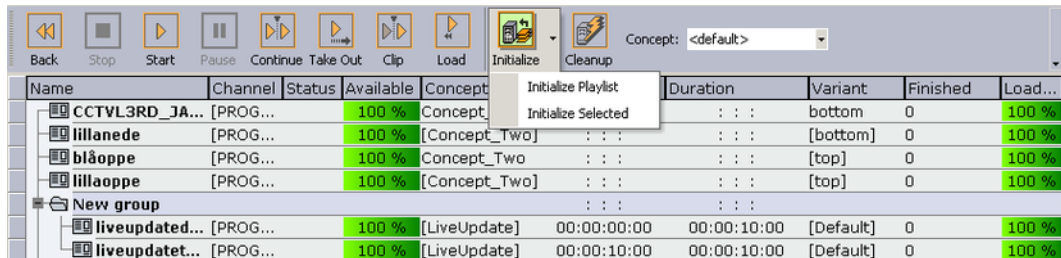 Back Stop Start Pause Continue Take Out Clip Load Initialize Cleanup Concept: <default>
Initialize Playlist
Initialize Selected
Name Channel Status Available Concept Duration Variant Finished Load...
CCTVL3RD_JA... [PROG... 100 % Concept_ : : : bottom 0 100 %
lillanede [PROG... 100 % [Concept_Two] : : : : : : [bottom] 0 100 %
blåoppe [PROG... 100 % Concept_Two : : : : : : [top] 0 100 %
lillaoppe [PROG... 100 % [Concept_Two] : : : : : : [top] 0 100 %
New group : : : : : :
liveupdated... [PROG... 100 % [LiveUpdate] 00:00:00:00 00:00:10:00 [Default] 0 100 %
liveupdatet... [PROG... 100 % [LiveUpdate] 00:00:10:00 00:00:10:00 [Default] 0 100 %